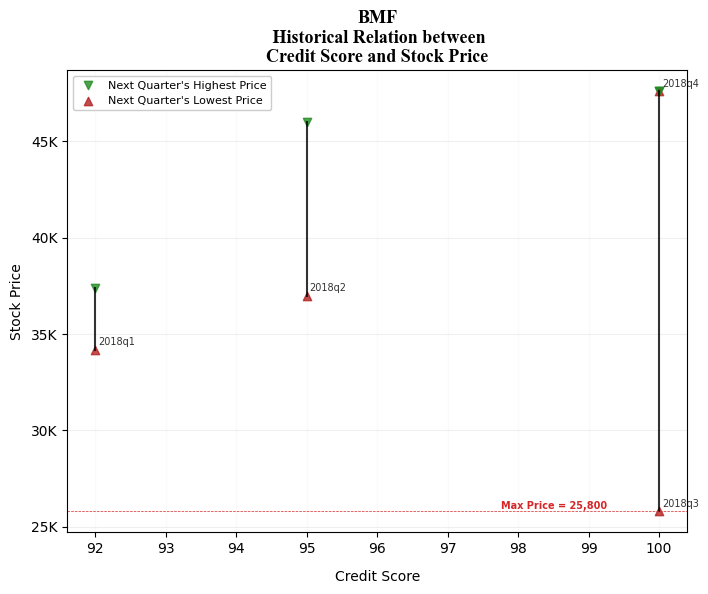 BMF
Historical Relation between
Credit Score and Stock Price
Next Quarter's Highest Price
Next Quarter's Lowest Price
2018q4
45K
40K
35K
30K
25K
2018q2
2018q1
Max Price = 25,800
2018q3
Stock Price
92 93 94 95 96 97 98 99 100
Credit Score